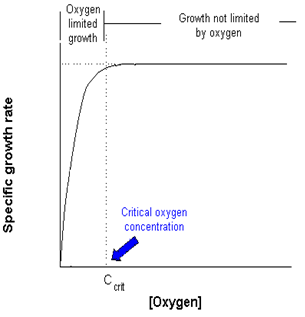 Oxygen
limited
growth
Growth not limited
by oxygen
Specific growth rate
Critical oxygen
concentration
C crit
[Oxygen]